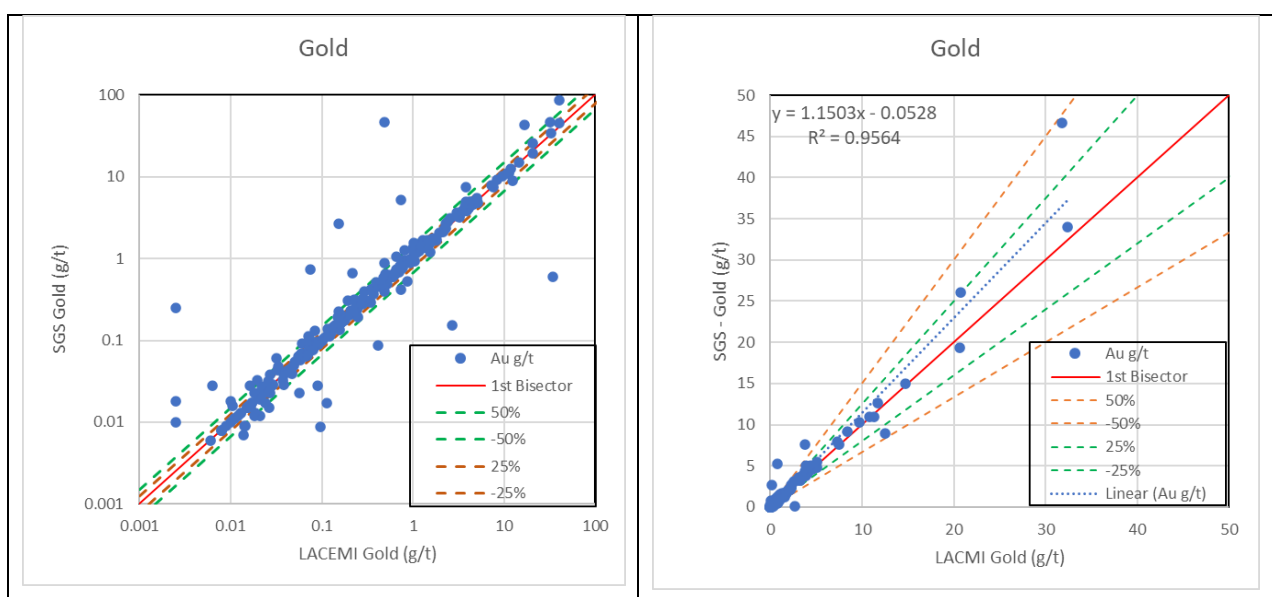 Gold
100
10
1
0.1
0.01
0.001
SGS Gold (g/t)
Au g/t
1st Bisector
50%
-50%
25%
-25%
0.001
0.01
0.1
1
10
100
LACEMI Gold (g/t)
Gold
y = 1.1503x - 0.0528
R² = 0.9564
50
45
40
35
30
25
20
15
10
5
0
SGS - Gold (g/t)
Au g/t
1st Bisector
50%
-50%
25%
-25%
Linear (Au g/t)
0
10
20
30
40
50
LACMI Gold (g/t)